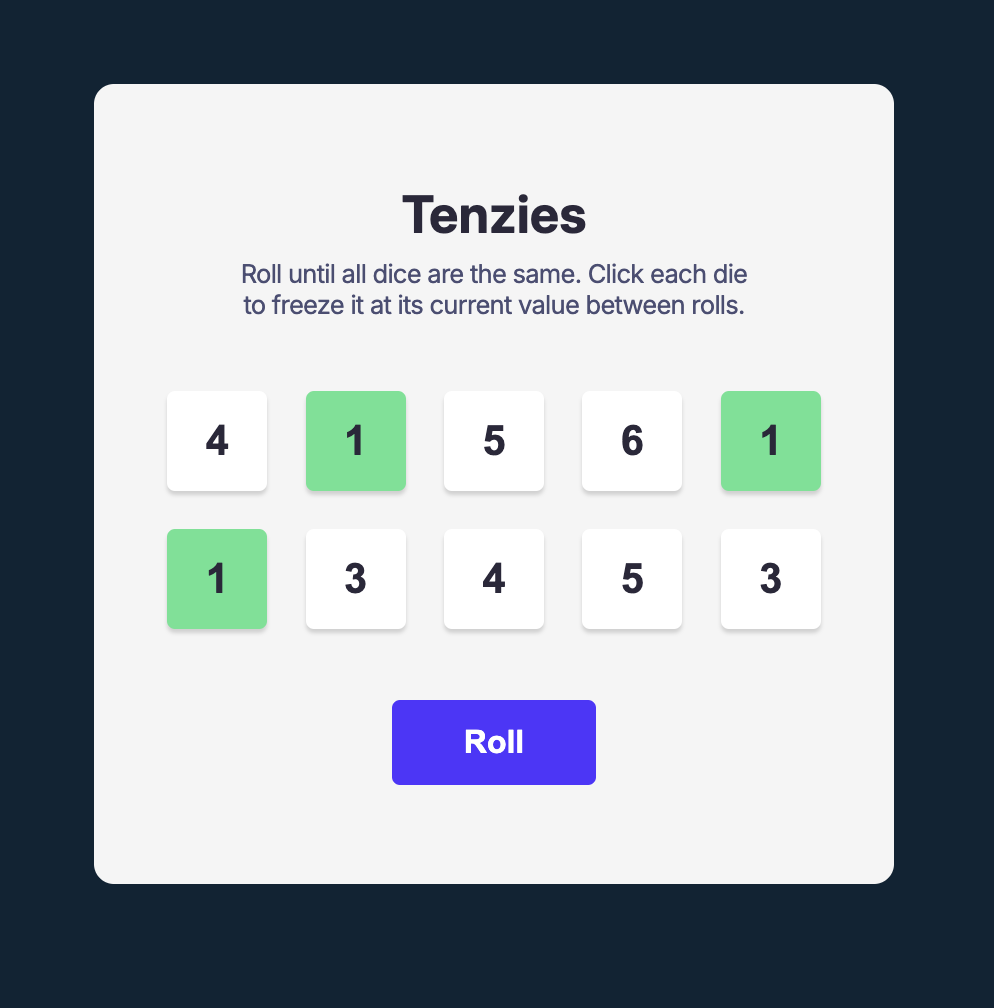 Tenzies
Roll until all dice are the same. Click each die
to freeze it at its current value between rolls.
4 1 5 6 1
1 3 4 5 3
Roll